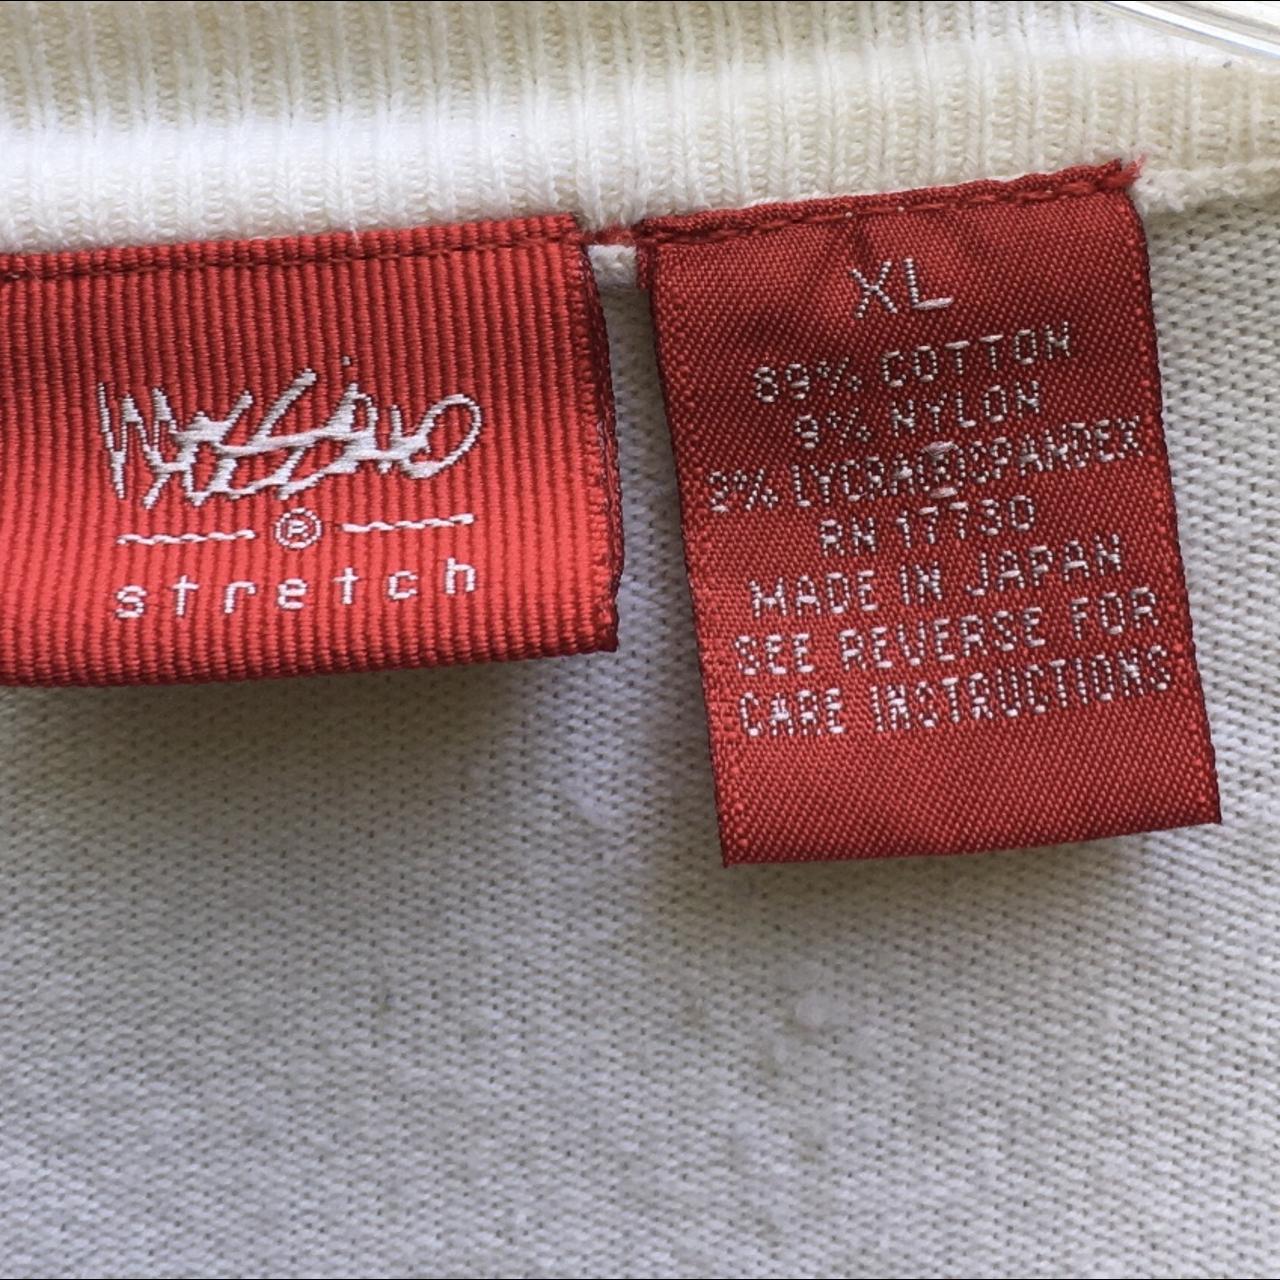 Mossimo
®
stretch
XL
89% COTTON
9% NYLON
2% LYCRA®SPANDEX
RN 17730
MADE IN JAPAN
SEE REVERSE FOR
CARE INSTRUCTIONS